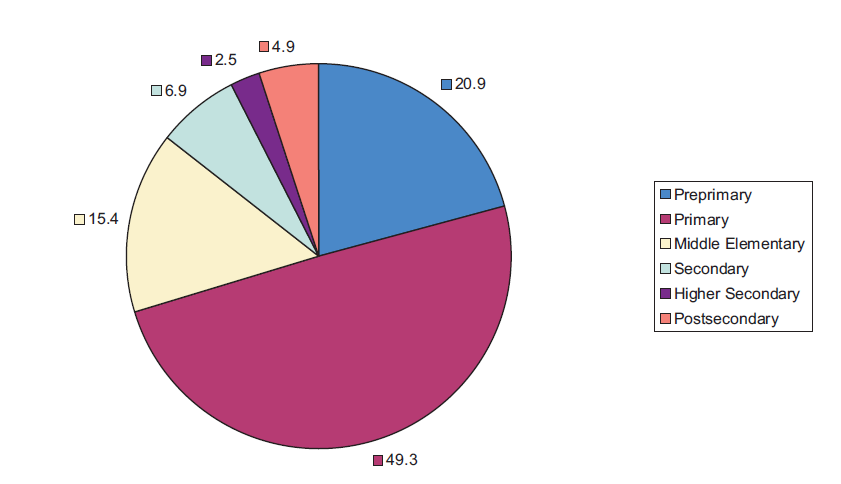 4.9
2.5
20.9
6.9
15.4
49.3
Preprimary
Primary
Middle Elementary
Secondary
Higher Secondary
Postsecondary